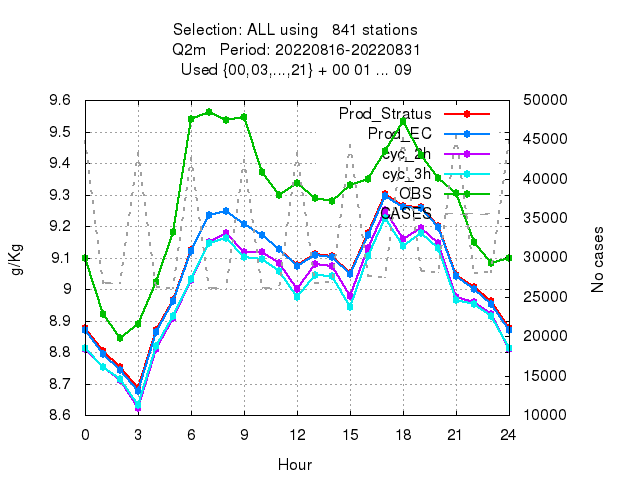 Selection: ALL using   841 stations
Q2m   Period: 20220816-20220831
Used {00,03,...,21} + 00 01 ... 09
9.6
9.5
9.4
9.3
9.2
9.1
9
8.9
8.8
8.7
8.6
g/Kg
50000
45000
40000
35000
30000
25000
20000
15000
10000
No cases
Prod_Stratus
Prod_EC
cyc_2h
cyc_3h
OBS
CASES
0 3 6 9 12 15 18 21 24
Hour